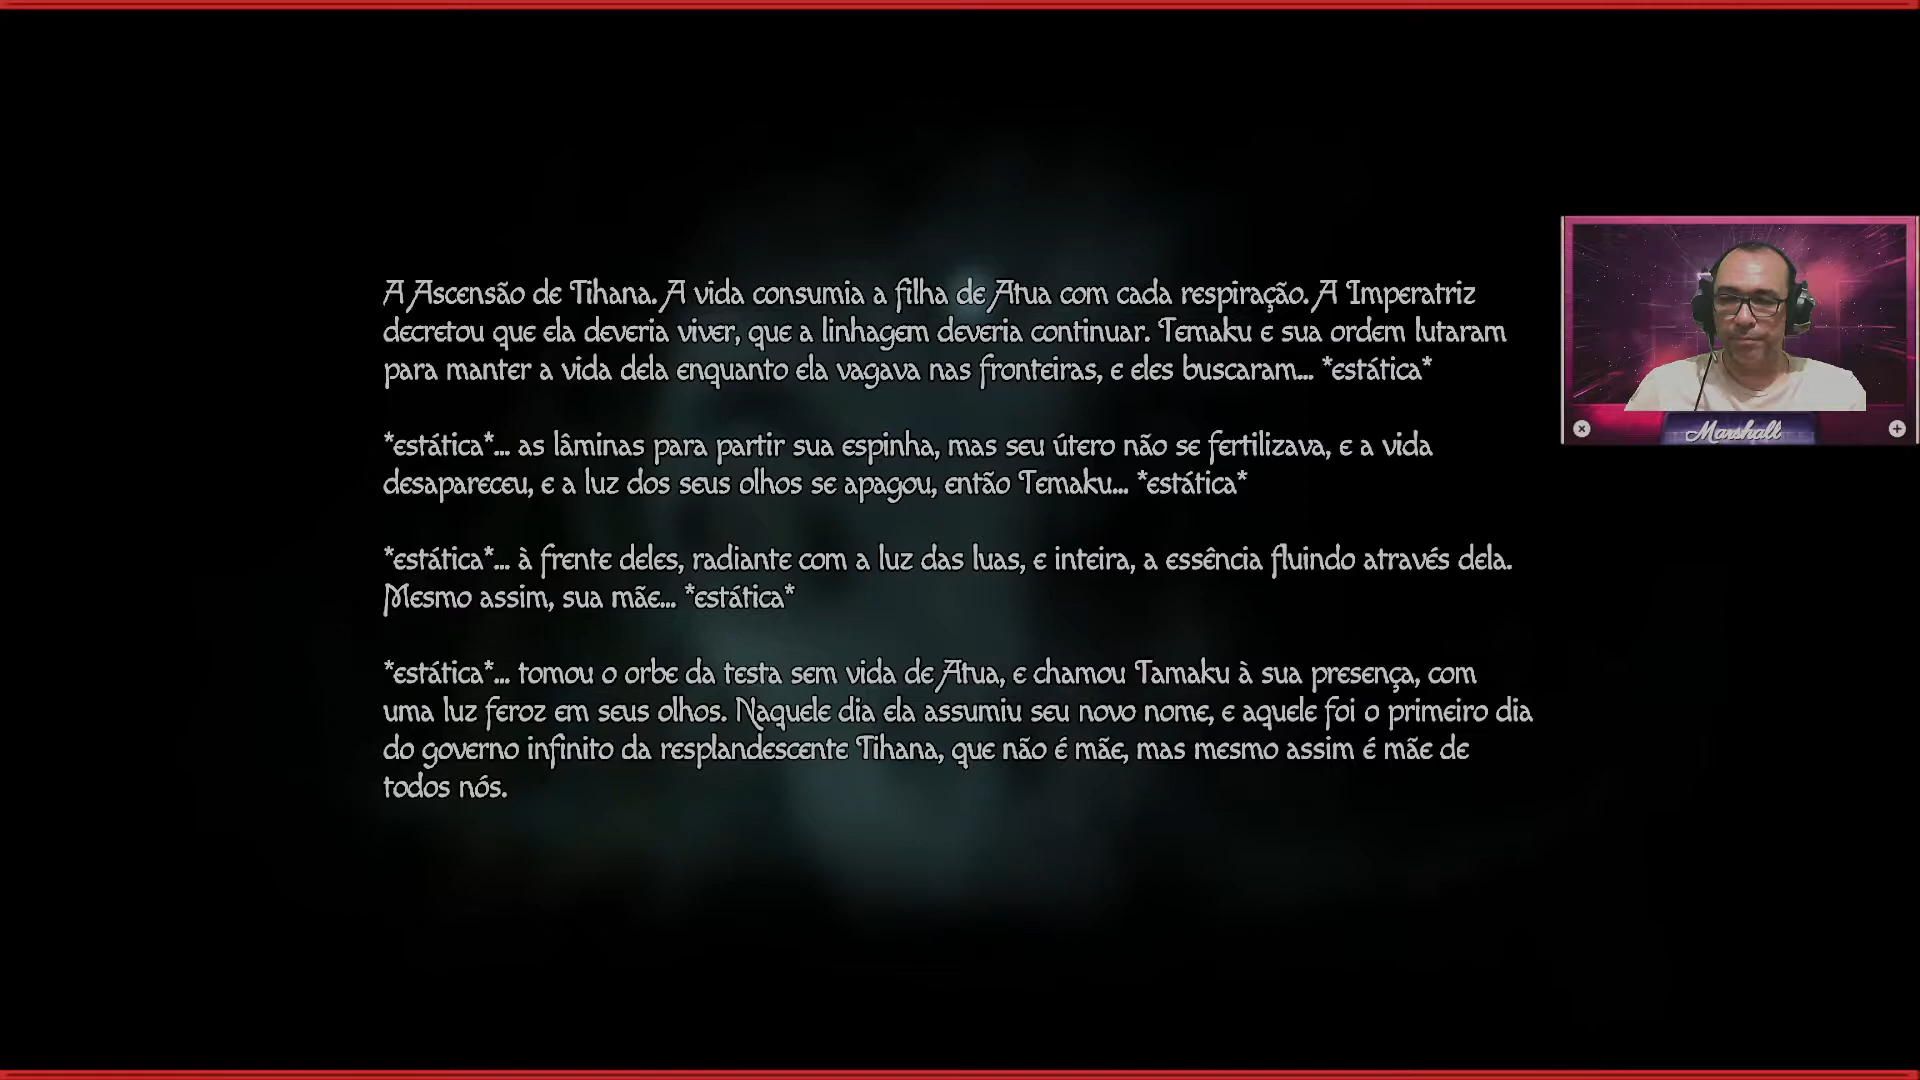 A Ascensão de Tihana. A vida consumia a filha de Atua com cada respiração. A Imperatriz
decretou que ela deveria viver, que a linhagem deveria continuar. Temaku e sua ordem lutaram
para manter a vida dela enquanto ela vagava nas fronteiras, e eles buscaram... *estática*
*estática*... as lâminas para partir sua espinha, mas seu útero não se fertilizava, e a vida
desapareceu, e a luz dos seus olhos se apagou, então Temaku... *estática*
*estática*... à frente deles, radiante com a luz das luas, e inteira, a essência fluindo através dela.
Mesmo assim, sua mãe... *estática*
*estática*... tomou o orbe da testa sem vida de Atua, e chamou Tamaku à sua presença, com
uma luz feroz em seus olhos. Naquele dia ela assumiu seu novo nome, e aquele foi o primeiro dia
do governo infinito da resplandescente Tihana, que não é mãe, mas mesmo assim é mãe de
todos nós.
Marshall